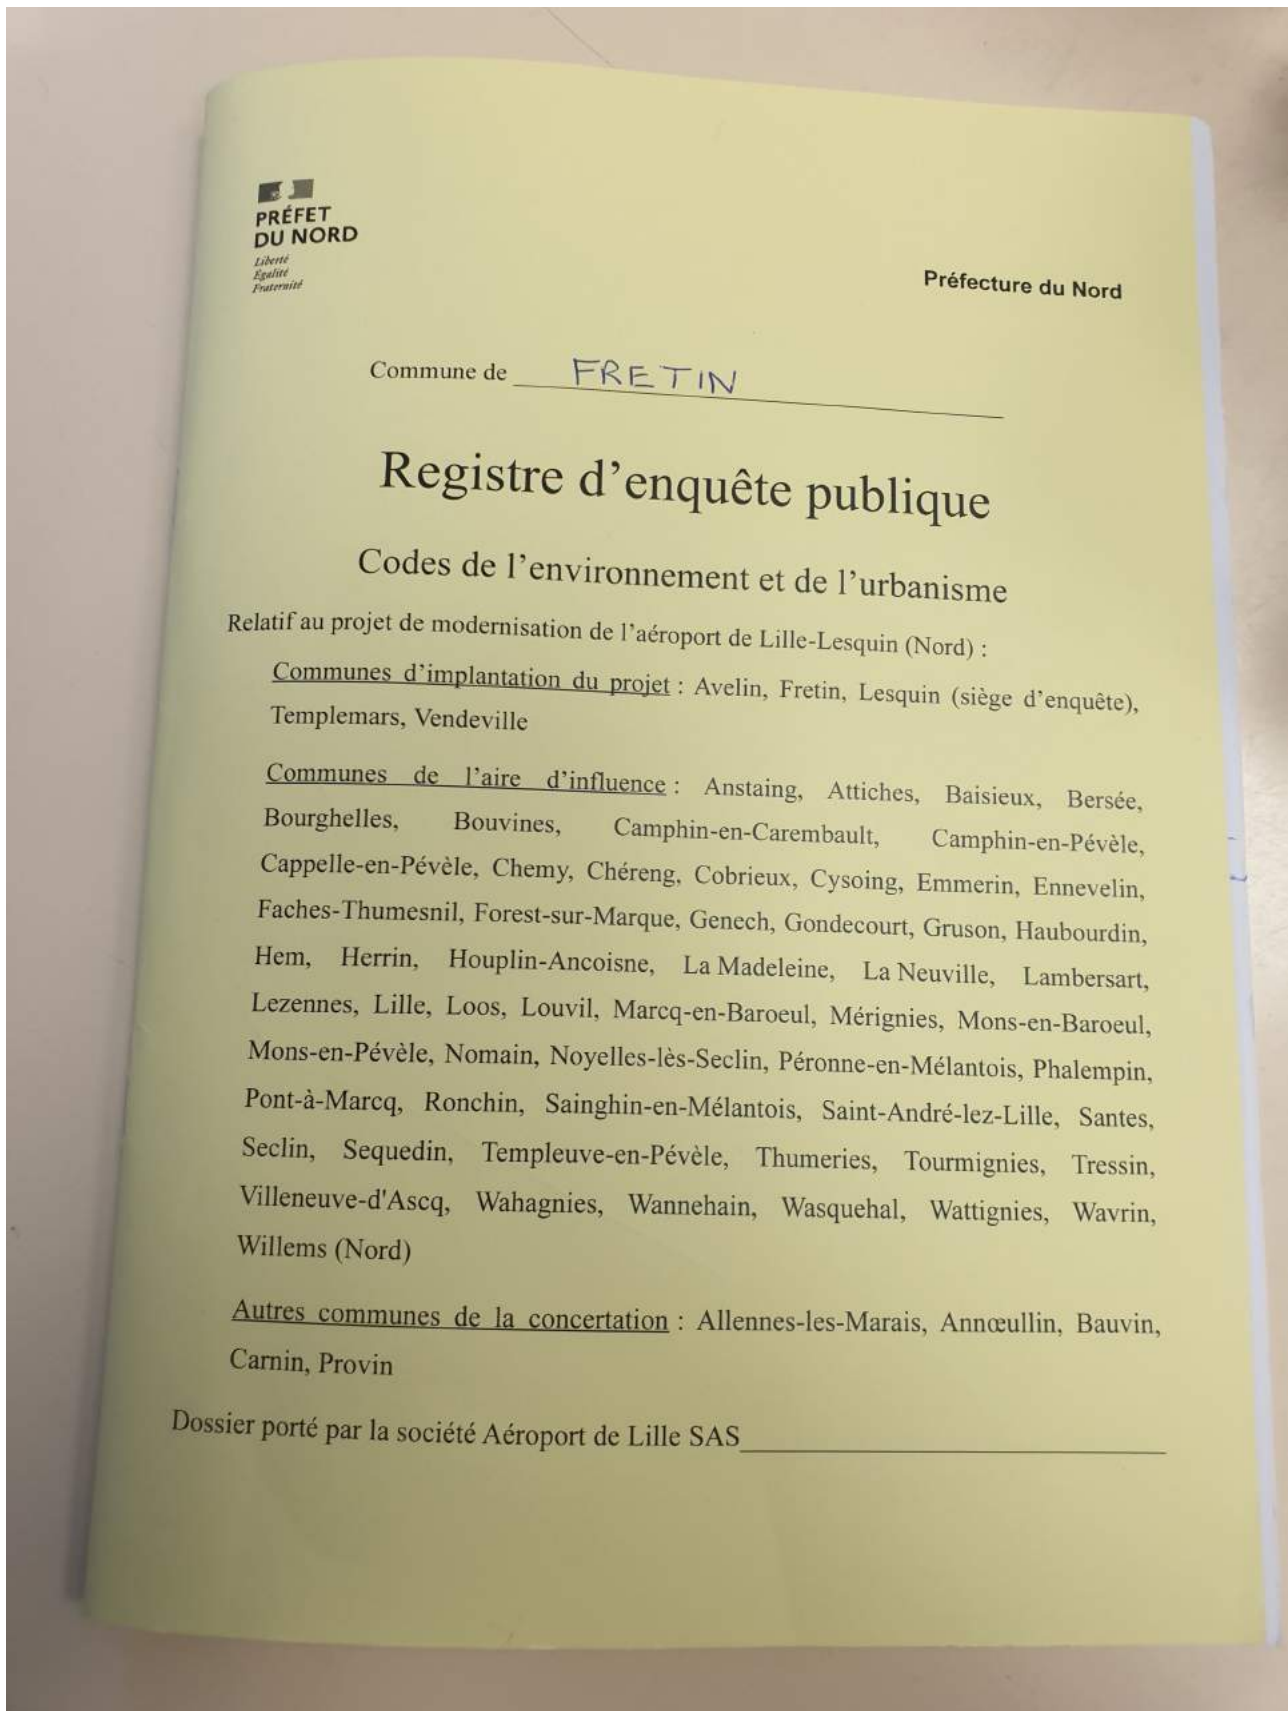 PRÉFET
DU NORD
Liberté
Égalité
Fraternité
Préfecture du Nord
Commune de FRETIN
Registre d'enquête publique
Codes de l'environnement et de l'urbanisme
Relatif au projet de modernisation de l'aéroport de Lille-Lesquin (Nord) :
Communes d'implantation du projet : Avelin, Fretin, Lesquin (siège d'enquête),
Templemars, Vendeville
Communes de l'aire d'influence : Anstaing, Attiches, Baisieux, Bersée,
Bourghelles, Bouvines, Camphin-en-Carembault, Camphin-en-Pévèle,
Cappelle-en-Pévèle, Chemy, Chéreng, Cobrieux, Cysoing, Emmerin, Ennevelin,
Faches-Thumesnil, Forest-sur-Marque, Genech, Gondecourt, Gruson, Haubourdin,
Hem, Herrin, Houplin-Ancoisne, La Madeleine, La Neuville, Lambersart,
Lezennes, Lille, Loos, Louvil, Marcq-en-Baroeul, Mérignies, Mons-en-Baroeul,
Mons-en-Pévèle, Nomain, Noyelles-lès-Seclin, Péronne-en-Mélantois, Phalempin,
Pont-à-Marcq, Ronchin, Sainghin-en-Mélantois, Saint-André-lez-Lille, Santes,
Seclin, Sequedin, Templeuve-en-Pévèle, Thumeries, Tourmignies, Tressin,
Villeneuve-d'Ascq, Wahagnies, Wannehain, Wasquehal, Wattignies, Wavrin,
Willems (Nord)
Autres communes de la concertation : Allennes-les-Marais, Annœullin, Bauvin,
Carnin, Provin
Dossier porté par la société Aéroport de Lille SAS